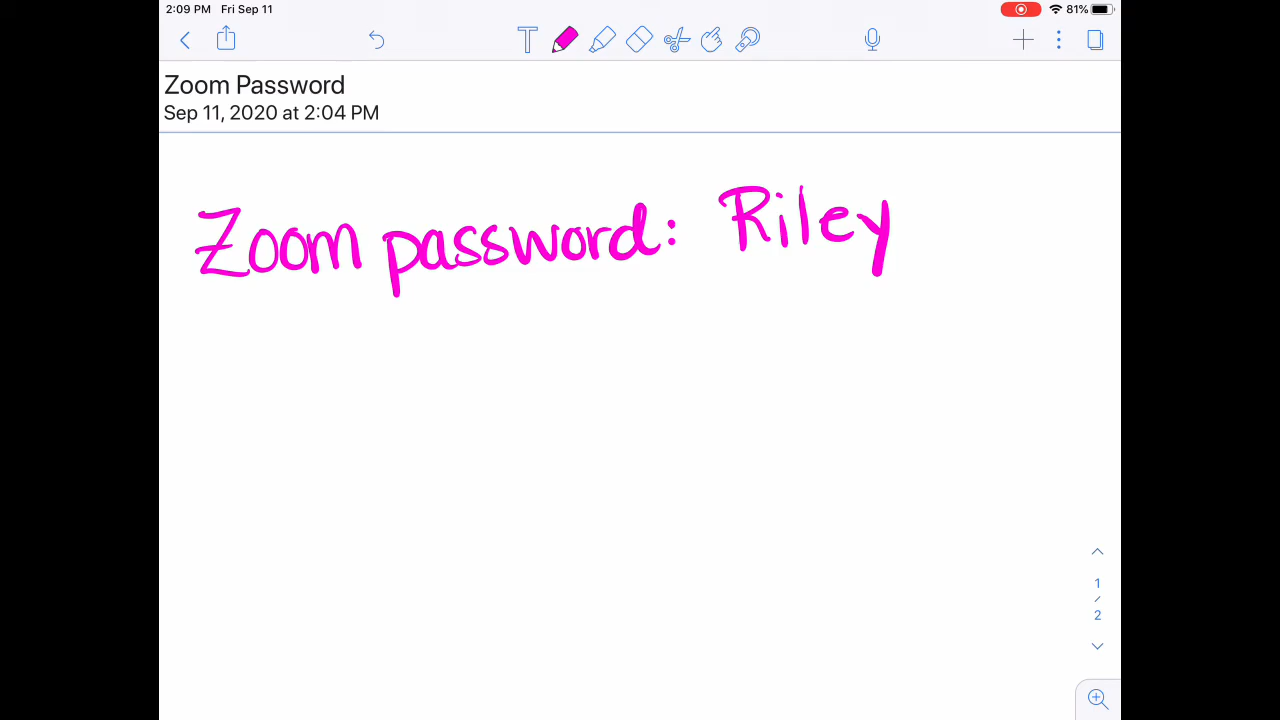 2:09 PM Fri Sep 11 81%
T
Zoom Password
Sep 11, 2020 at 2:04 PM
Zoom password: Riley
1
/
2